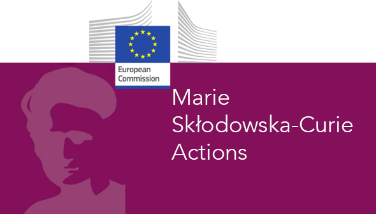 European
Commission
Marie
Skłodowska-Curie
Actions